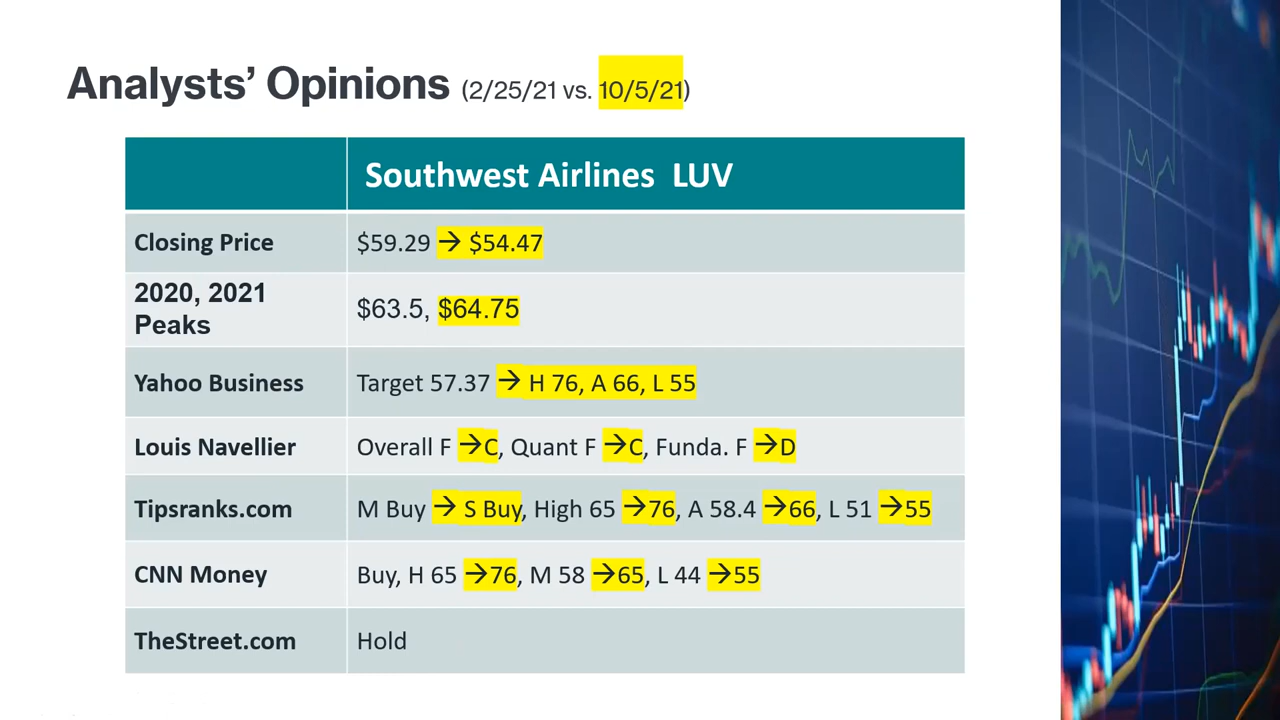 Analysts’ Opinions (2/25/21 vs. 10/5/21)
Southwest Airlines LUV
Closing Price $59.29 → $54.47
2020, 2021
Peaks
$63.5, $64.75
Yahoo Business Target 57.37 → H 76, A 66, L 55
Louis Navellier Overall F →C, Quant F →C, Funda. F →D
Tipsranks.com M Buy → S Buy, High 65 →76, A 58.4 →66, L 51 →55
CNN Money Buy, H 65 →76, M 58 →65, L 44 →55
TheStreet.com Hold